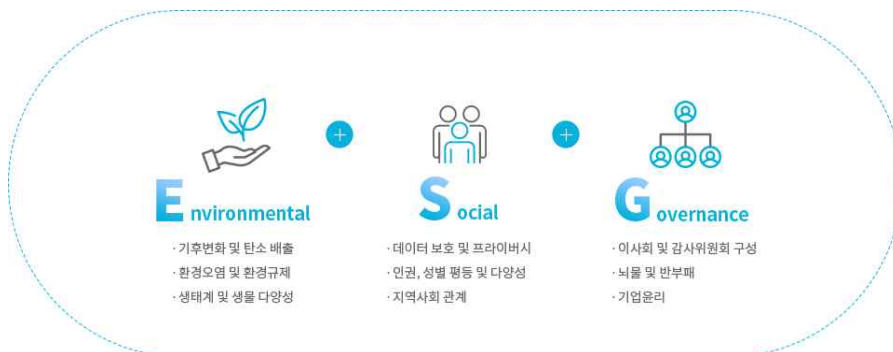 Environmental
· 기후변화 및 탄소 배출
· 환경오염 및 환경규제
· 생태계 및 생물 다양성
Social
· 데이터 보호 및 프라이버시
· 인권, 성별 평등 및 다양성
· 지역사회 관계
Governance
· 이사회 및 감사위원회 구성
· 뇌물 및 반부패
· 기업윤리